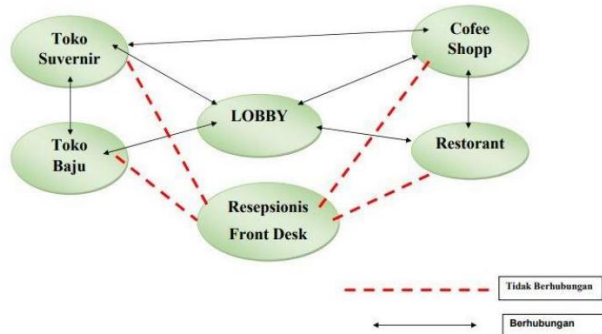 Toko
Suvernir
Cofee
Shopp
LOBBY
Toko
Baju
Restorant
Resepsionis
Front Desk
Tidak Berhubungan
Berhubungan